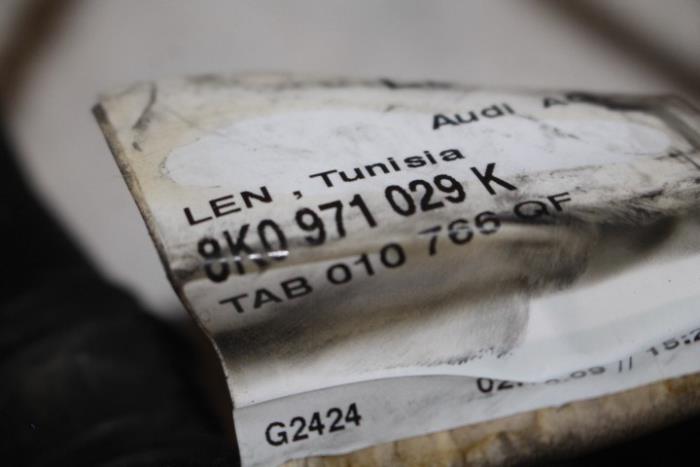 Audi
LEN , Tunisia
8K0 971 029 K
TAB 010 766 QF
G2424